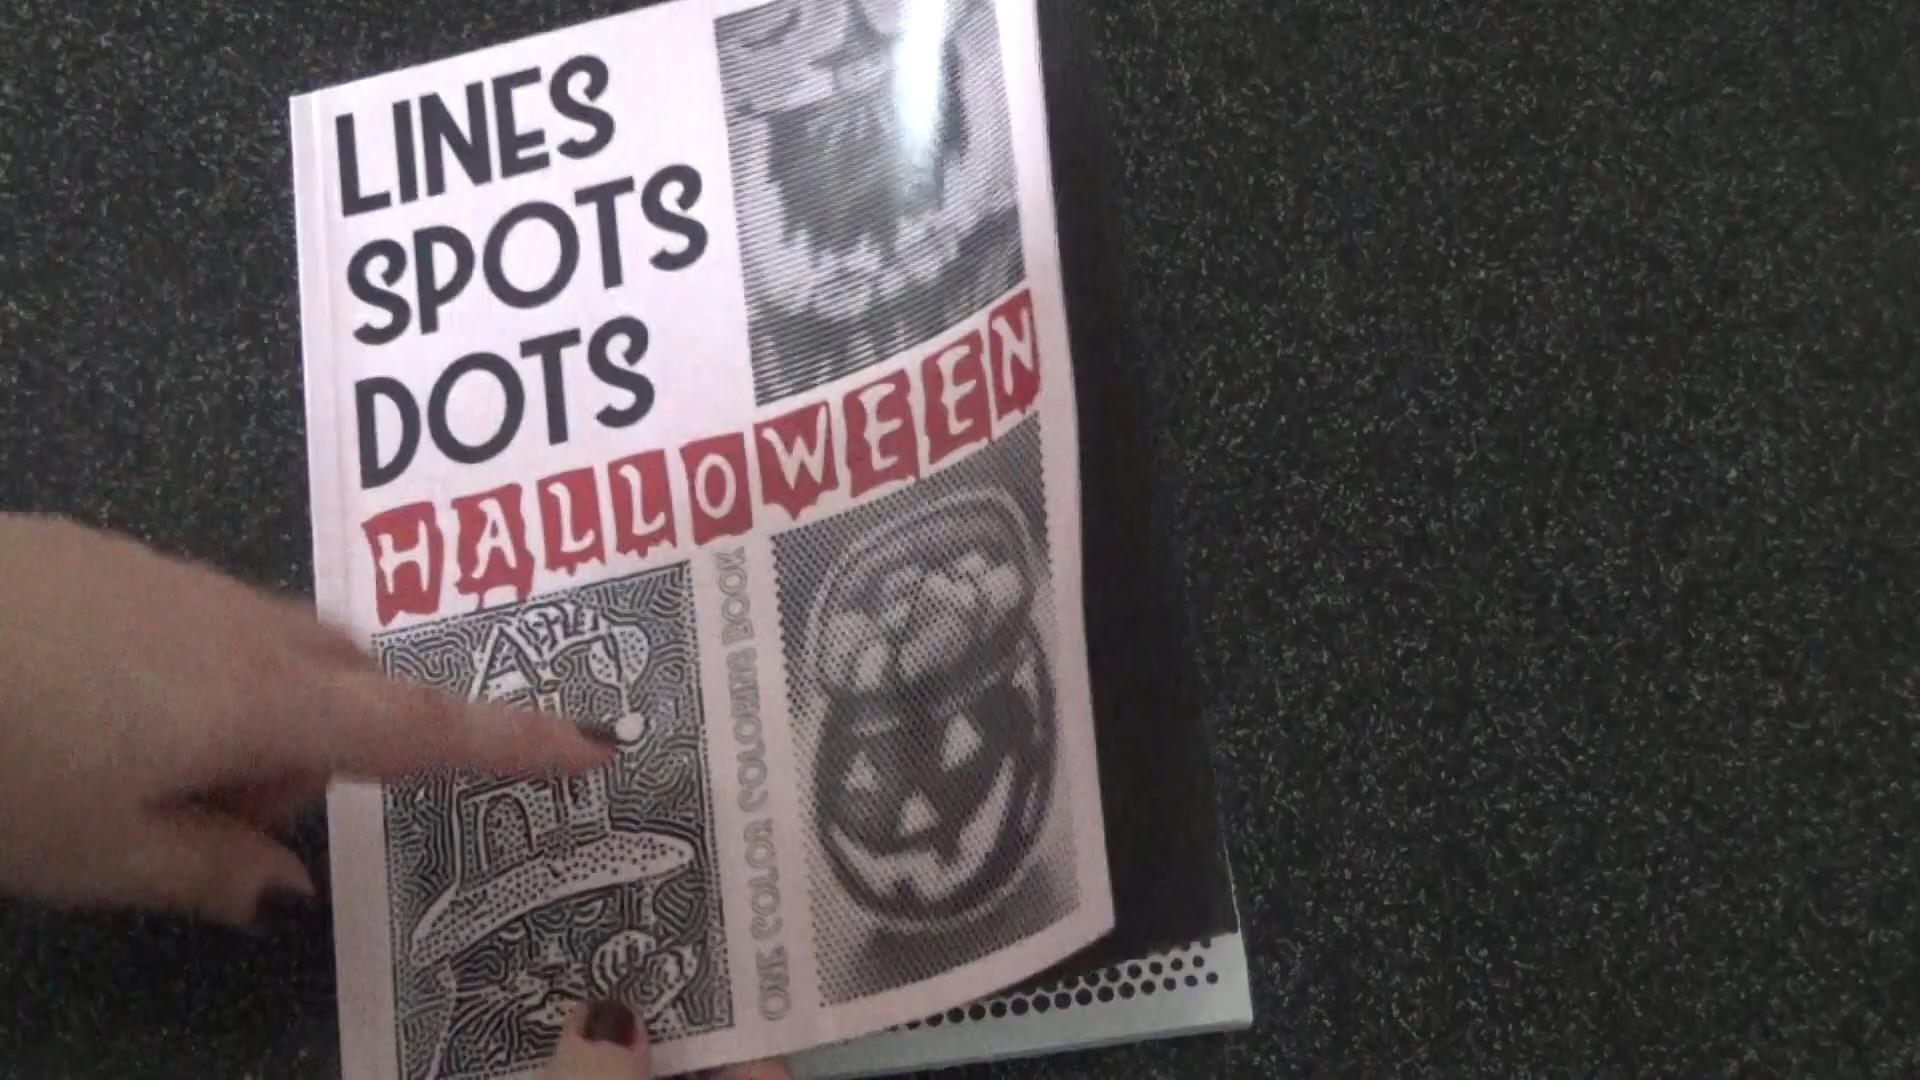 LINES
SPOTS
DOTS
HALLOWEEN
ONE COLOR COLORING BOOK